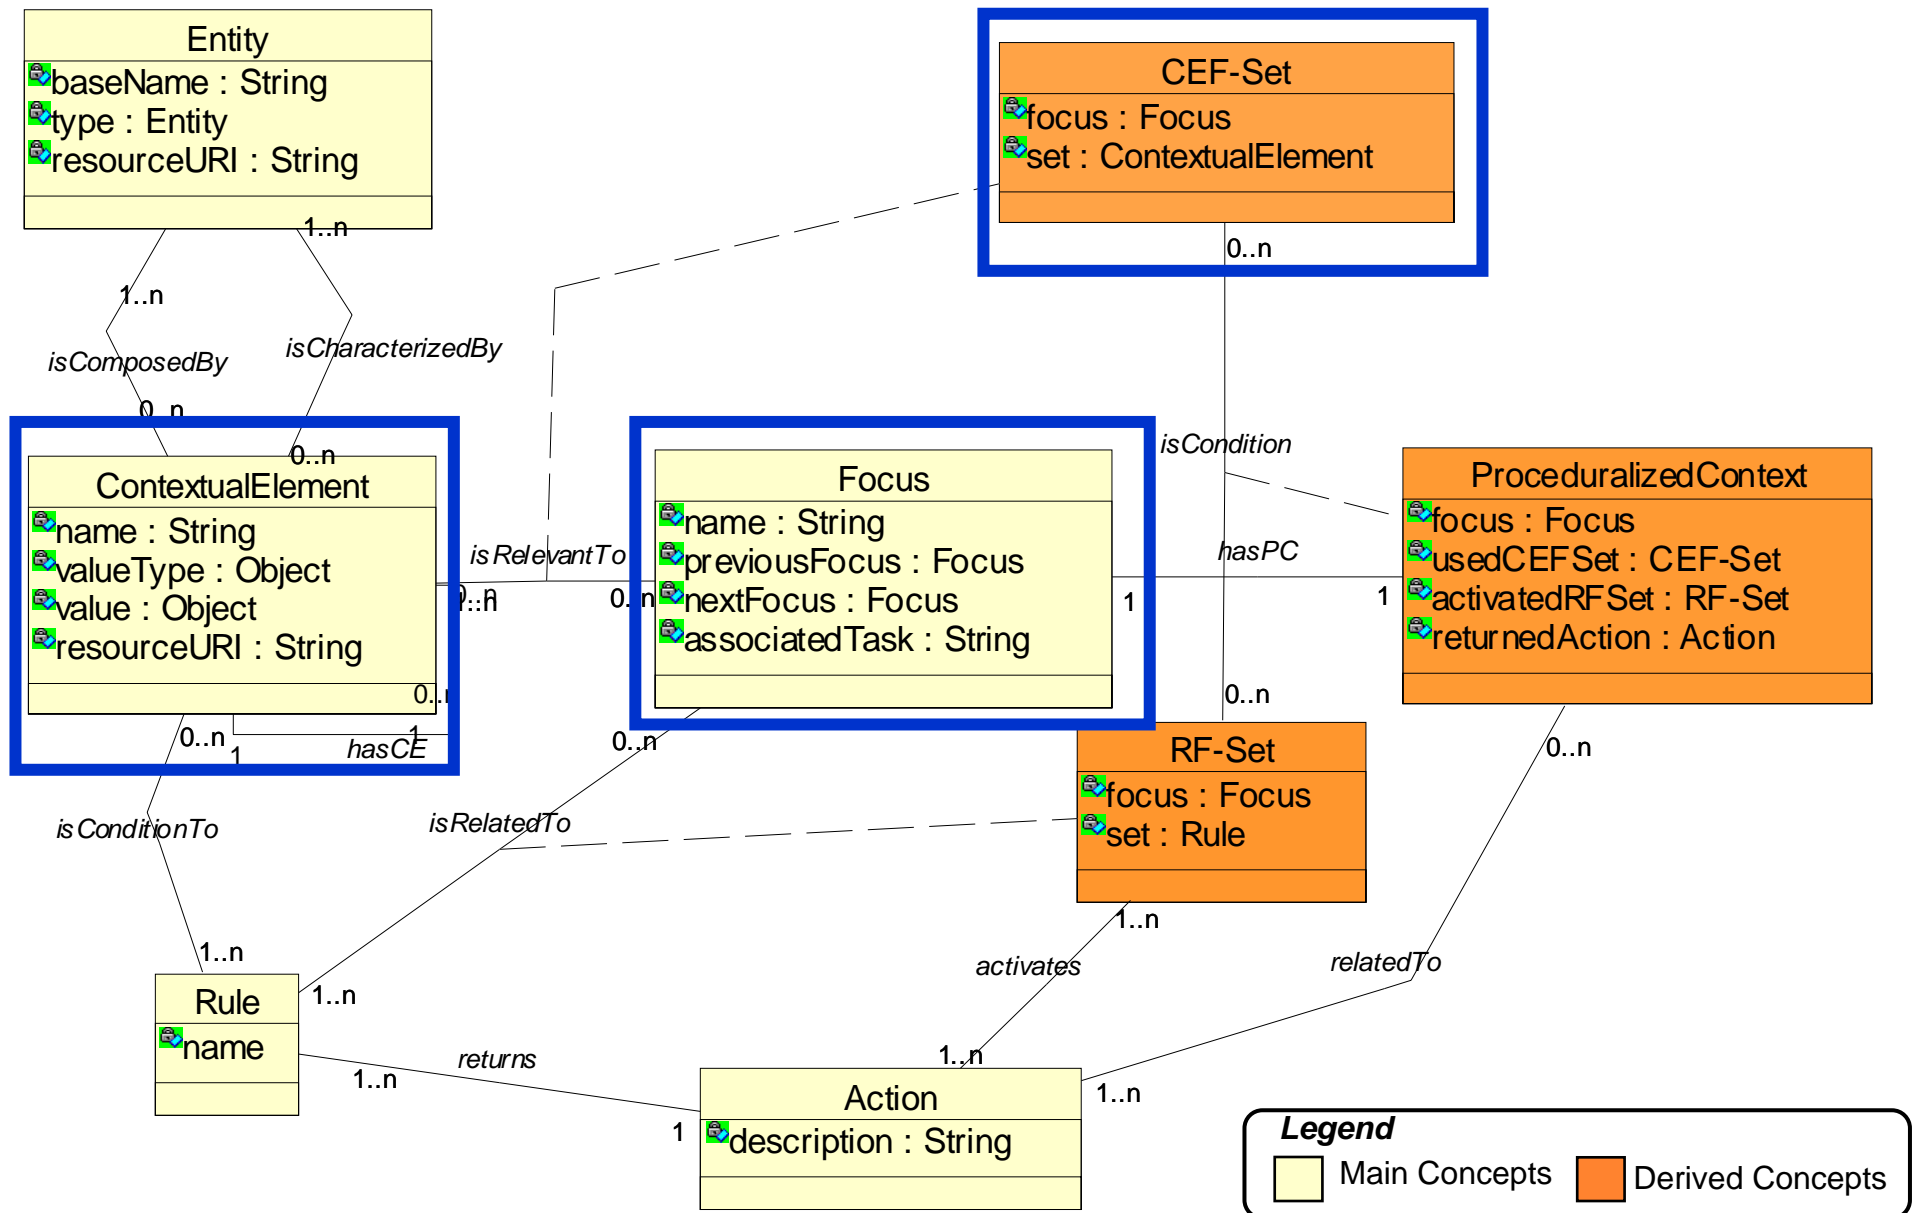 Entity
baseName : String
type : Entity
resourceURI : String
1..n
1..n
isComposedBy
isCharacterizedBy
0..n
0..n
CEF-Set
focus : Focus
set : ContextualElement
0..n
ContextualElement
name : String
valueType : Object
value : Object
resourceURI : String
0..n
1
1
hasCE
0..n
isRelevantTo
1..n
0..n
Focus
name : String
previousFocus : Focus
nextFocus : Focus
associatedTask : String
isCondition
hasPC
1
1
ProceduralizedContext
focus : Focus
usedCEFSet : CEF-Set
activatedRFSet : RF-Set
returnedAction : Action
0..n
0..n
0..n
RF-Set
focus : Focus
set : Rule
isConditionTo
isRelatedTo
1..n
1..n
activates
relatedTo
1..n
Rule
name
returns
1..n
1..n
1..n
1
Action
description : String
Legend
Main Concepts
Derived Concepts